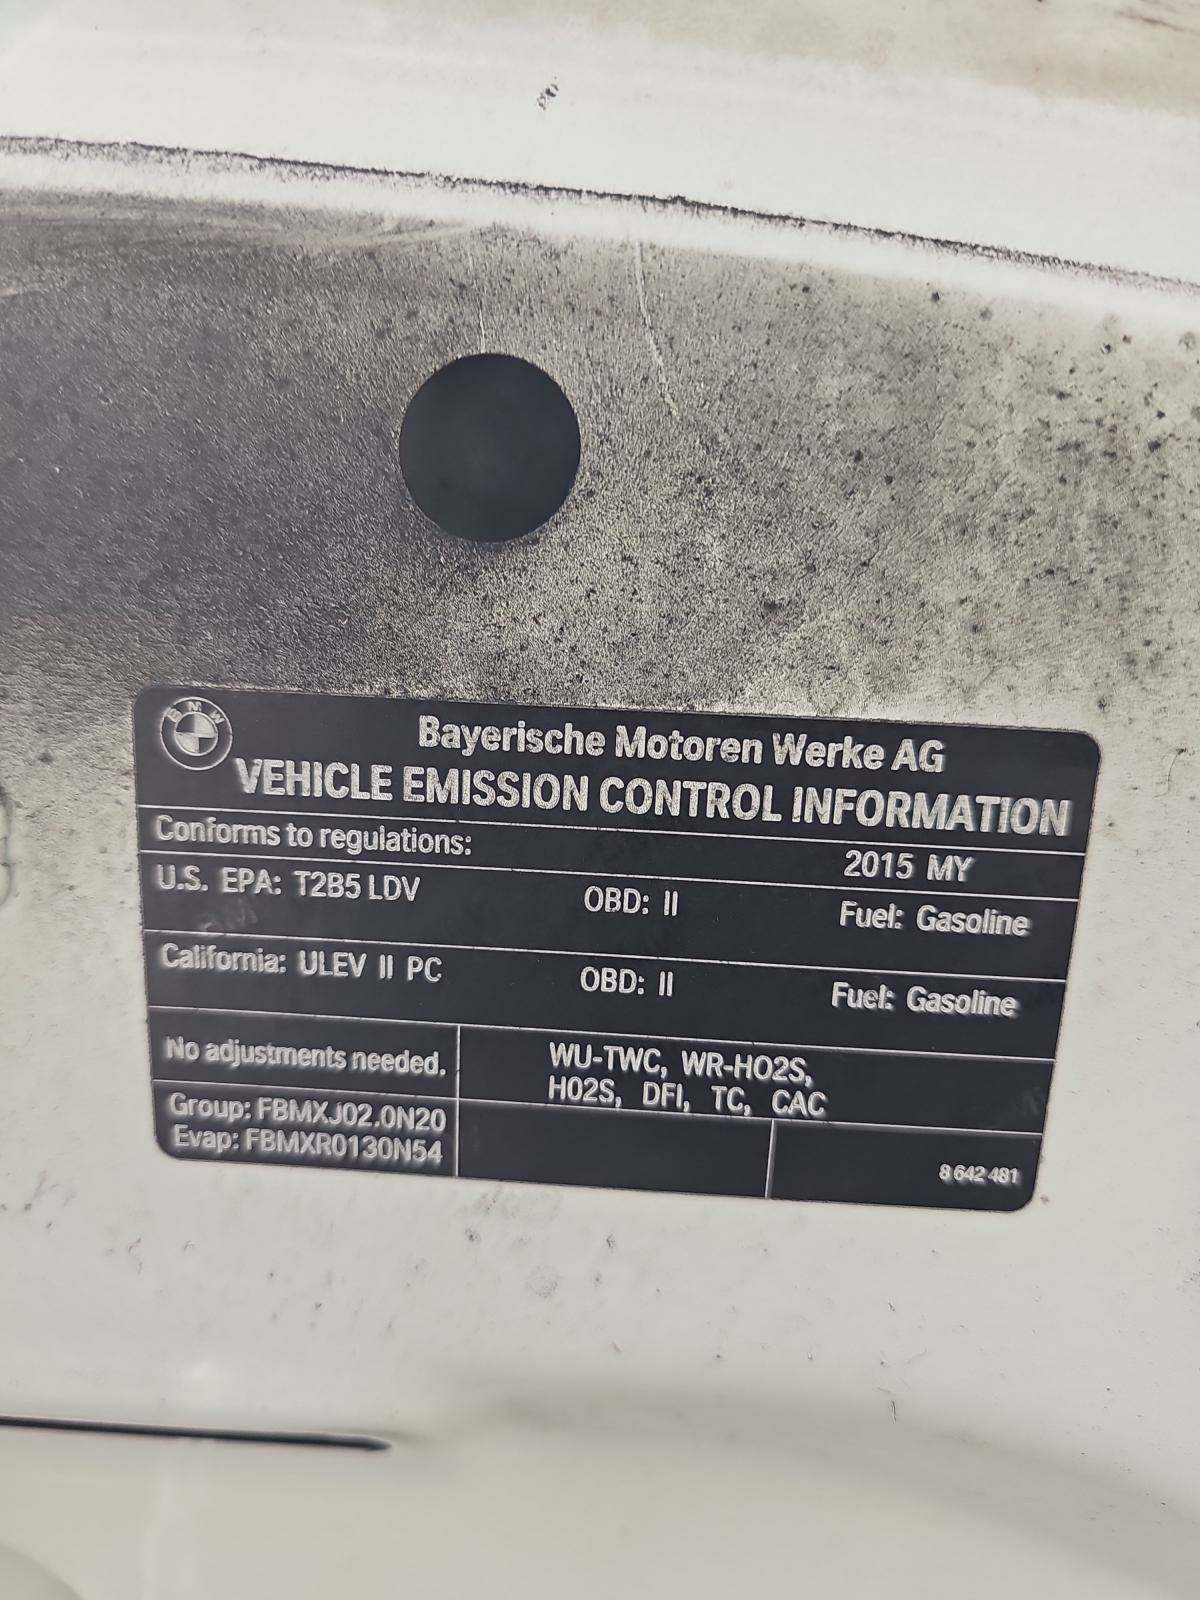 BMW
Bayerische Motoren Werke AG
VEHICLE EMISSION CONTROL INFORMATION
Conforms to regulations: 2015 MY
U.S. EPA: T2B5 LDV OBD: II Fuel: Gasoline
California: ULEV II PC OBD: II Fuel: Gasoline
No adjustments needed.
WU-TWC, WR-HO2S,
HO2S, DFI, TC, CAC
Group: FBMXJ02.0N20
Evap: FBMXR0130N54
8 642 481